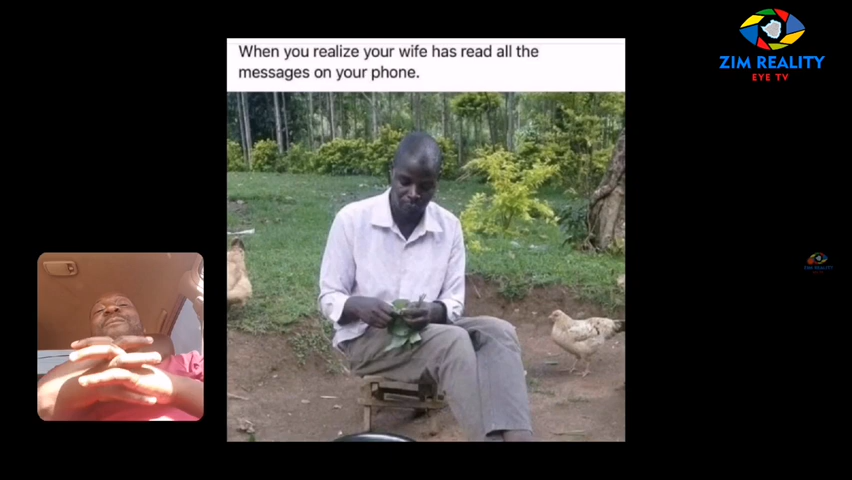 When you realize your wife has read all the
messages on your phone.
ZIM REALITY
EYE TV